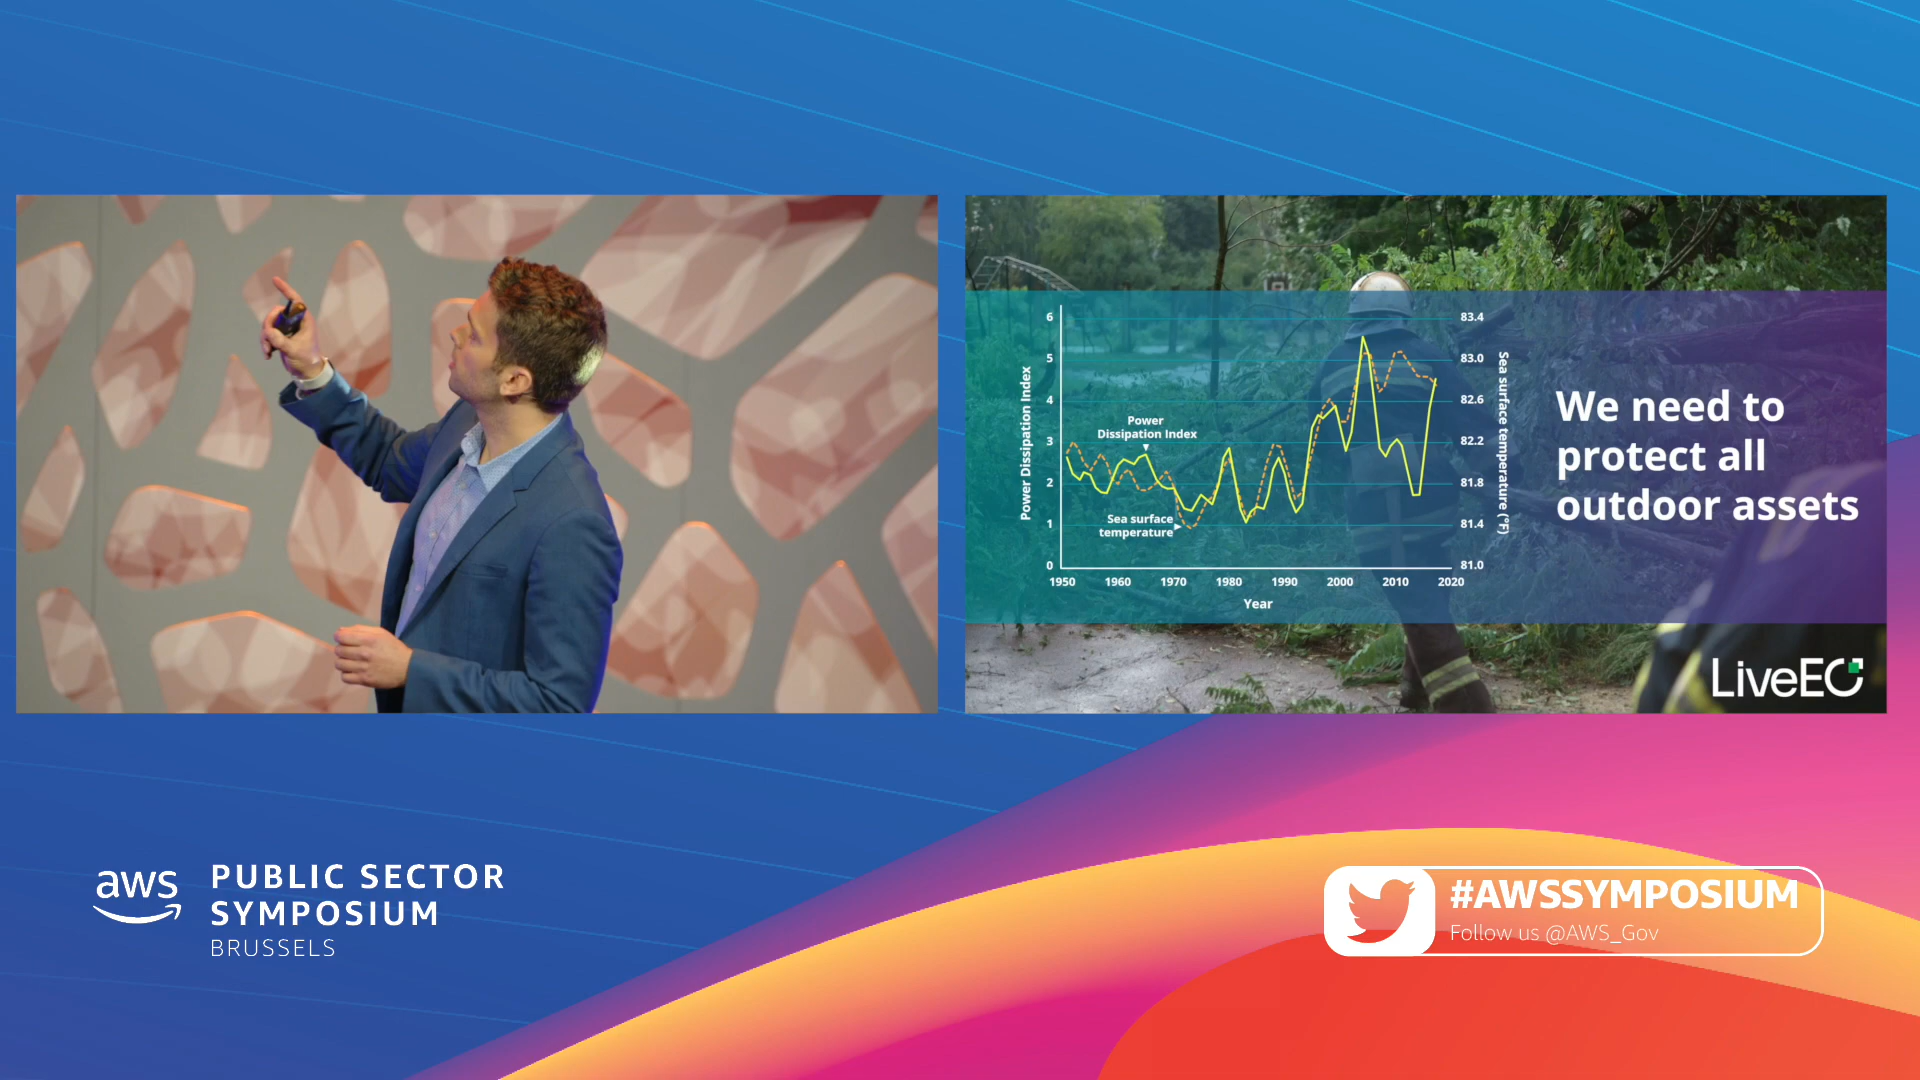 6
5
4
3
2
1
0
Power Dissipation Index
83.4
83.0
82.6
82.2
81.8
81.4
81.0
Sea surface temperature (°F)
Power
Dissipation Index
Sea surface
temperature
1950 1960 1970 1980 1990 2000 2010 2020
Year
We need to
protect all
outdoor assets
LiveEO
aws
PUBLIC SECTOR
SYMPOSIUM
BRUSSELS
#AWSSYMPOSIUM
Follow us @AWS_Gov